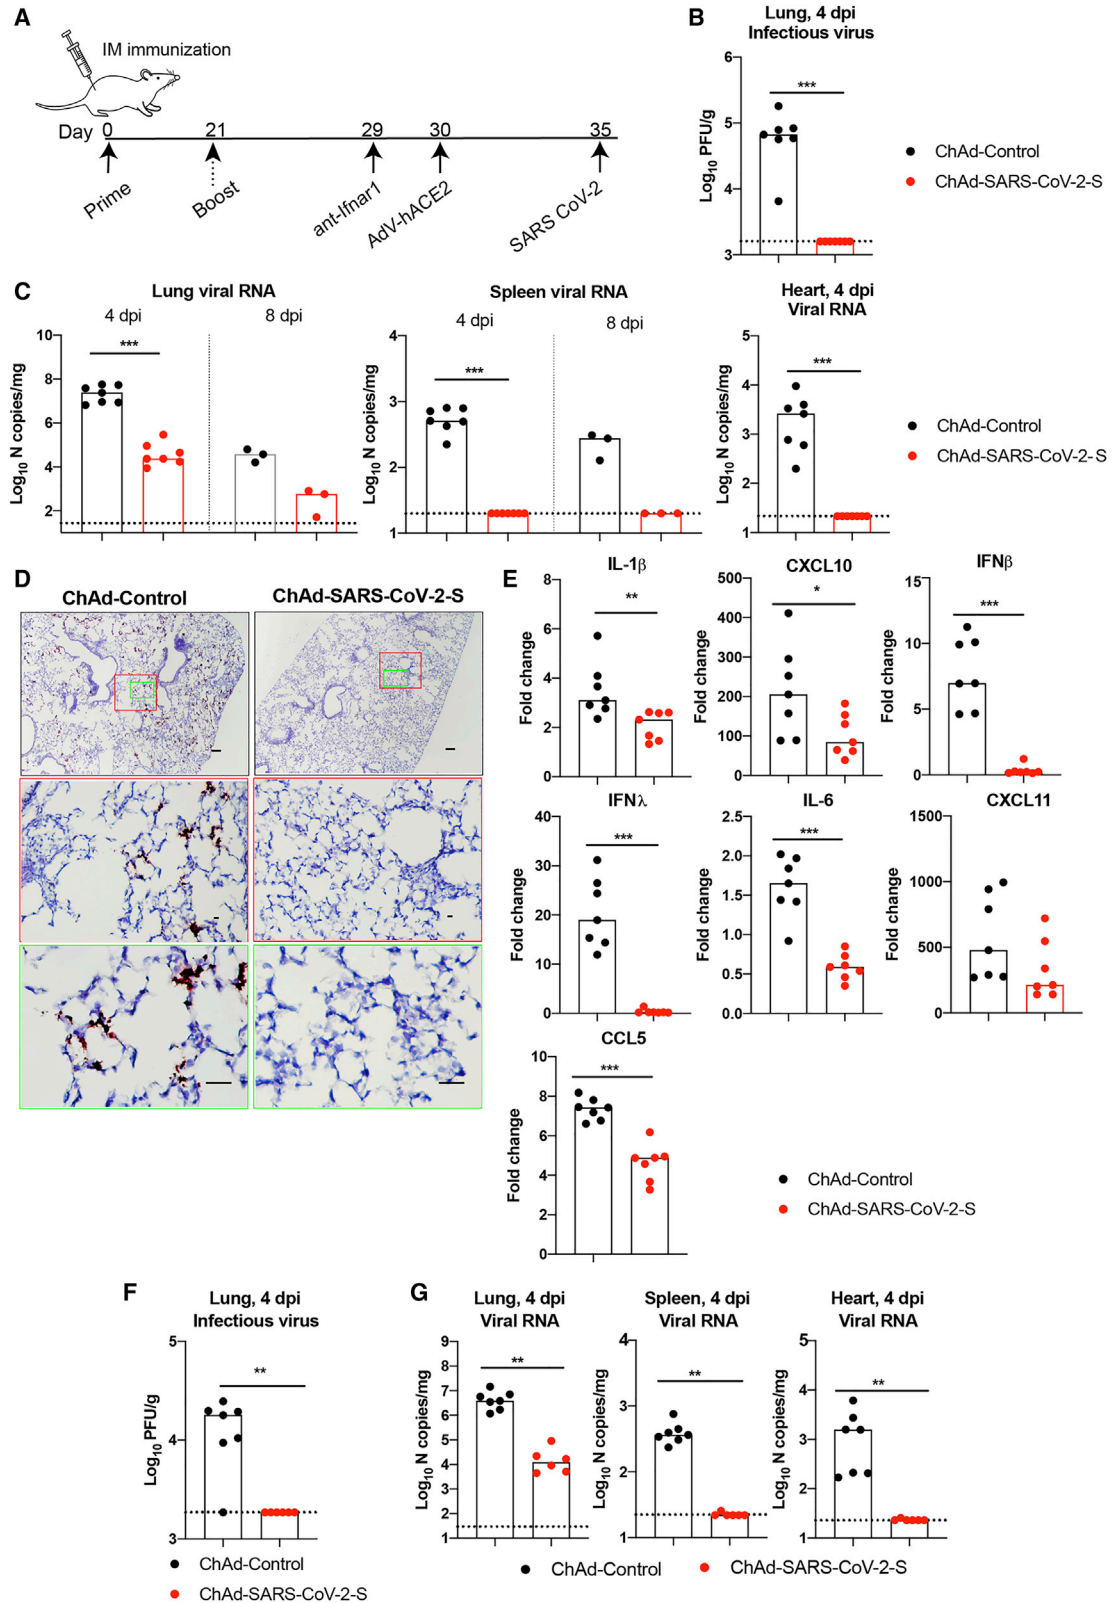 A
IM immunization
Day 0 21 29 30 35
Prime
Boost
ant-Ifnar1
AdV-hACE2
SARS CoV-2
B
Lung, 4 dpi
Infectious virus
***
Log10 PFU/g
6
5
4
3
ChAd-Control
ChAd-SARS-CoV-2-S
C
Lung viral RNA
4 dpi
8 dpi
***
Log10 N copies/mg
10
8
6
4
2
Spleen viral RNA
4 dpi
8 dpi
***
Log10 N copies/mg
4
3
2
1
Heart, 4 dpi
Viral RNA
***
Log10 N copies/mg
5
4
3
2
1
ChAd-Control
ChAd-SARS-CoV-2-S
D
ChAd-Control
ChAd-SARS-CoV-2-S
E
IL-1β
**
Fold change
8
6
4
2
0
CXCL10
*
Fold change
500
400
300
200
100
0
IFNβ
***
Fold change
15
10
5
0
IFNλ
***
Fold change
40
30
20
10
0
IL-6
***
Fold change
2.5
2.0
1.5
1.0
0.5
0.0
CXCL11
Fold change
1500
1000
500
0
CCL5
***
Fold change
10
8
6
4
2
0
ChAd-Control
ChAd-SARS-CoV-2-S
F
Lung, 4 dpi
Infectious virus
**
Log10 PFU/g
5
4
3
ChAd-Control
ChAd-SARS-CoV-2-S
G
Lung, 4 dpi
Viral RNA
**
Log10 N copies/mg
9
8
7
6
5
4
3
2
1
Spleen, 4 dpi
Viral RNA
**
Log10 N copies/mg
4
3
2
1
Heart, 4 dpi
Viral RNA
**
Log10 N copies/mg
5
4
3
2
1
ChAd-Control
ChAd-SARS-CoV-2-S